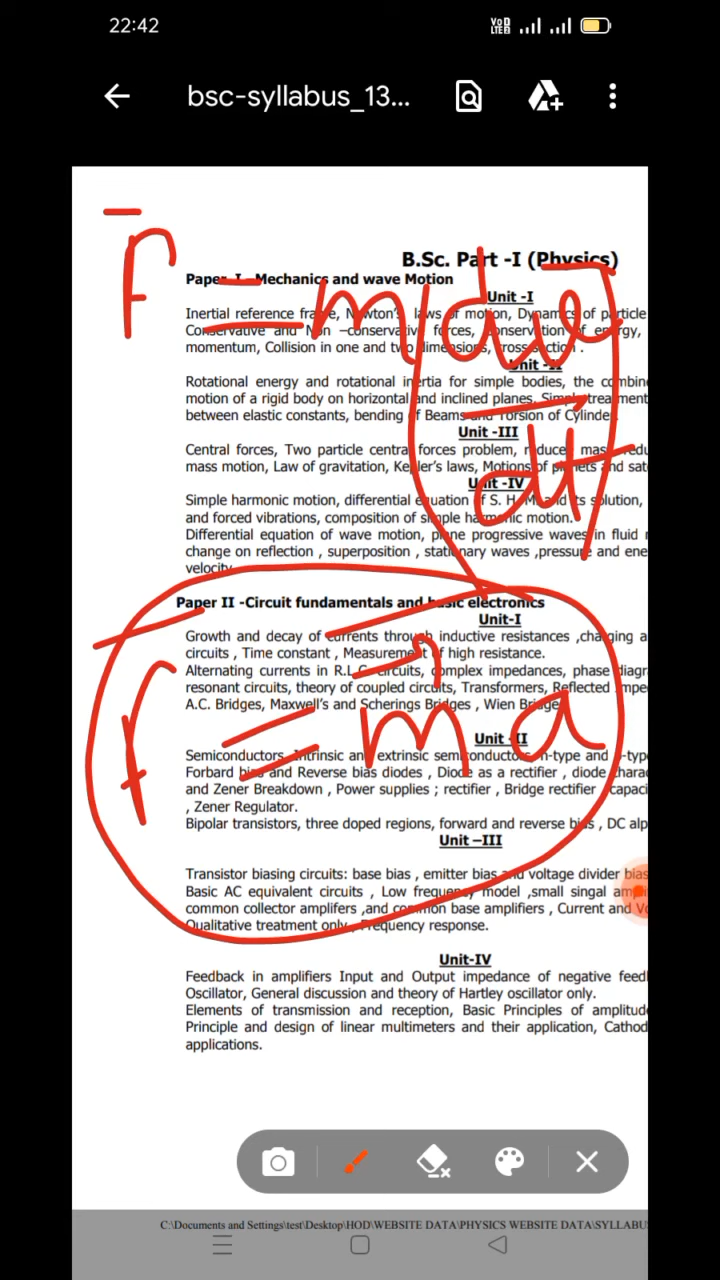 22:42
Vo LTE
bsc-syllabus_13...
B.Sc. Part -I (Physics)
Paper I -Mechanics and wave Motion
Unit -I
Inertial reference frame, Newton's laws of motion, Dynamics of particle
Conservative and Non -conservative forces, conservation of energy,
momentum, Collision in one and two dimensions, cross section .
Unit -II
Rotational energy and rotational inertia for simple bodies, the combin
motion of a rigid body on horizontal and inclined planes, Simple treatment
between elastic constants, bending of Beams and Torsion of Cylinder
Unit -III
Central forces, Two particle central forces problem, reduced mass
mass motion, Law of gravitation, Kepler's laws, Motions of planets and sat
Unit -IV
Simple harmonic motion, differential equation of S. H. M. and its solution,
and forced vibrations, composition of simple harmonic motion.
Differential equation of wave motion, plane progressive waves in fluid
change on reflection , superposition , stationary waves ,pressure and ene
velocity
F = m dv
dt
Paper II -Circuit fundamentals and basic electronics
Unit-I
Growth and decay of currents through inductive resistances ,charging a
circuits , Time constant , Measurement of high resistance.
Alternating currents in R.L.C. circuits, complex impedances, phase diagr
resonant circuits, theory of coupled circuits, Transformers, Reflected impe
A.C. Bridges, Maxwell's and Scherings Bridges , Wien Bridge
Unit -II
Semiconductors, Intrinsic and extrinsic semiconductors, n-type and p-typ
Forbard bias and Reverse bias diodes , Diode as a rectifier , diode chara
and Zener Breakdown , Power supplies ; rectifier , Bridge rectifier , capaci
, Zener Regulator.
Bipolar transistors, three doped regions, forward and reverse bias , DC alp
F = m a
Unit –III
Transistor biasing circuits: base bias , emitter bias and voltage divider bias
Basic AC equivalent circuits , Low frequency model ,small singal ampli
common collector amplifers ,and common base amplifiers , Current and Vo
Qualitative treatment only , Frequency response.
Unit-IV
Feedback in amplifiers Input and Output impedance of negative feed
Oscillator, General discussion and theory of Hartley oscillator only.
Elements of transmission and reception, Basic Principles of amplitud
Principle and design of linear multimeters and their application, Cathod
applications.
C:\Documents and Settings\test\Desktop\HOD\WEBSITE DATA\PHYSICS WEBSITE DATA\SYLLABU